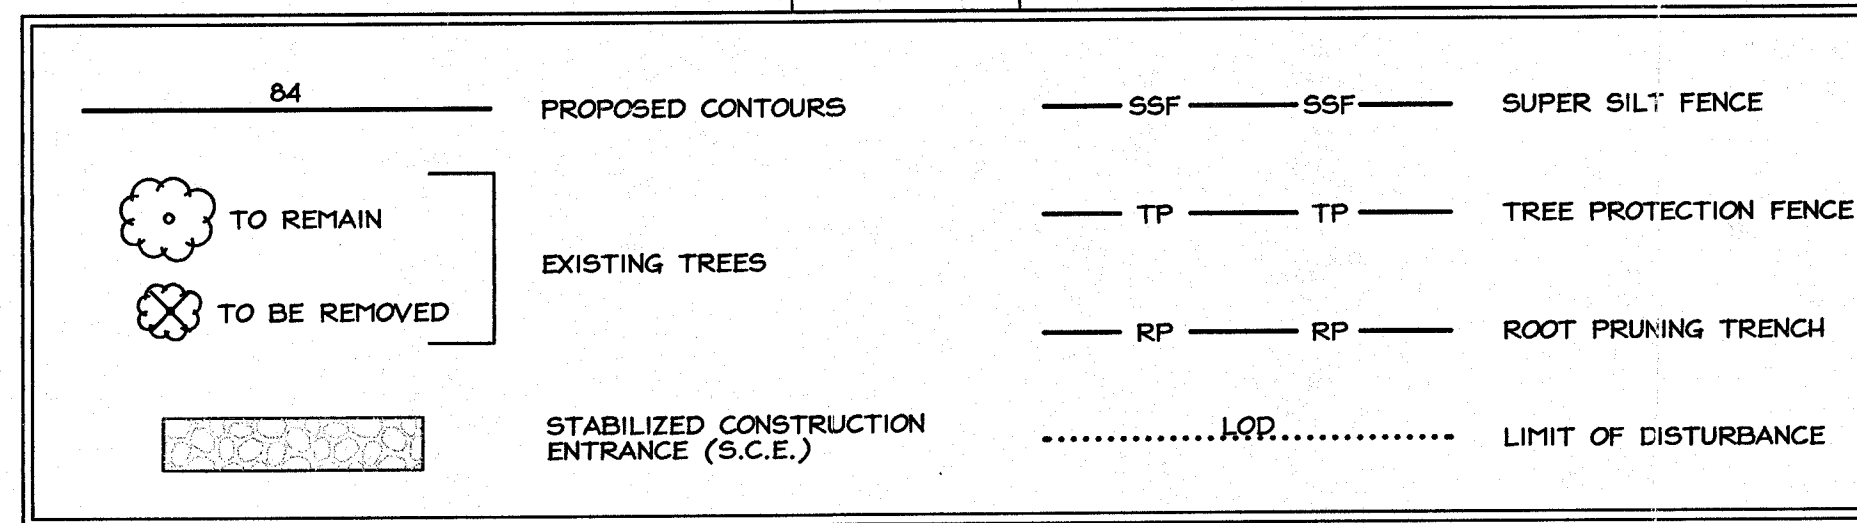 84
PROPOSED CONTOURS
TO REMAIN
EXISTING TREES
TO BE REMOVED
STABILIZED CONSTRUCTION
ENTRANCE (S.C.E.)
SSF SSF
SUPER SILT FENCE
TP TP
TREE PROTECTION FENCE
RP RP
ROOT PRUNING TRENCH
LOD
LIMIT OF DISTURBANCE